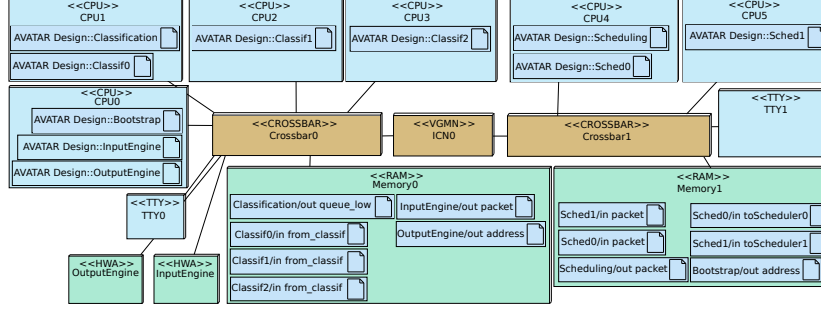 <<CPU>>
CPU1
AVATAR Design::Classification
AVATAR Design::Classif0
<<CPU>>
CPU2
AVATAR Design::Classif1
<<CPU>>
CPU3
AVATAR Design::Classif2
<<CPU>>
CPU4
AVATAR Design::Scheduling
AVATAR Design::Sched0
<<CPU>>
CPU5
AVATAR Design::Sched1
<<CPU>>
CPU0
AVATAR Design::Bootstrap
AVATAR Design::InputEngine
AVATAR Design::OutputEngine
<<CROSSBAR>>
Crossbar0
<<VGMN>>
ICN0
<<CROSSBAR>>
Crossbar1
<<TTY>>
TTY1
<<TTY>>
TTY0
<<HWA>>
OutputEngine
<<HWA>>
InputEngine
<<RAM>>
Memory0
Classification/out queue_low
Classif0/in from_classif
Classif1/in from_classif
Classif2/in from_classif
InputEngine/out packet
OutputEngine/out address
<<RAM>>
Memory1
Sched1/in packet
Sched0/in packet
Scheduling/out packet
Sched0/in toScheduler0
Sched1/in toScheduler1
Bootstrap/out address